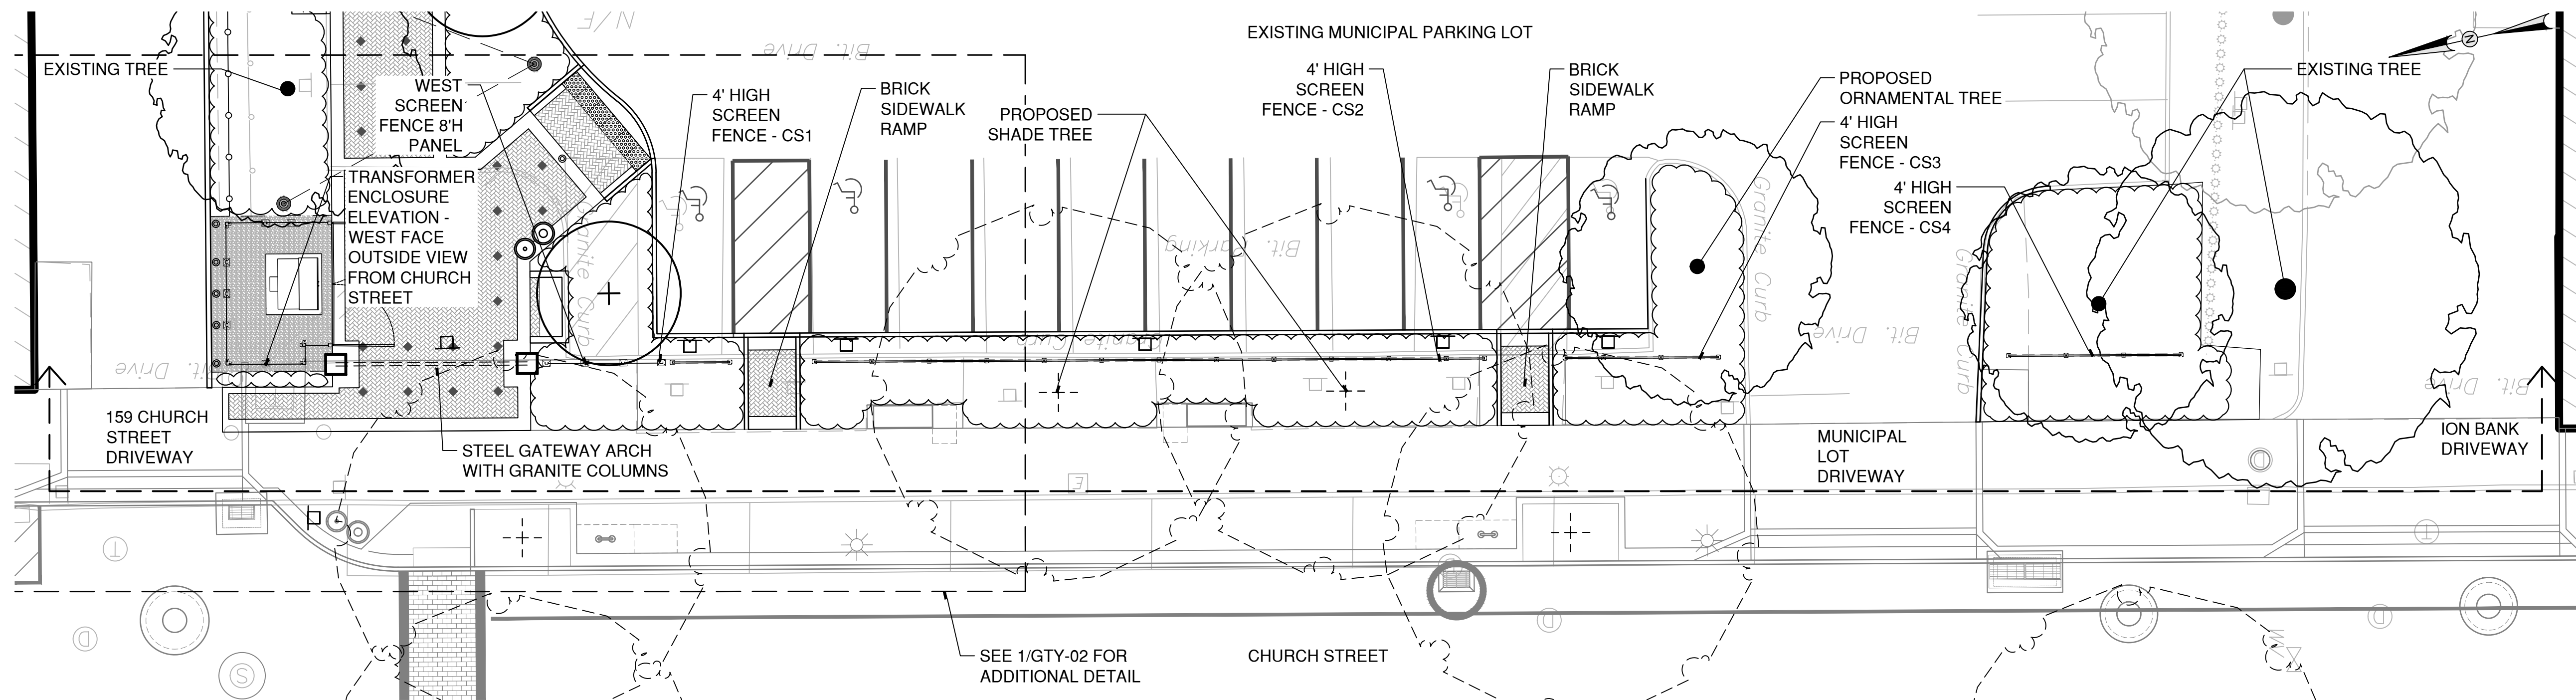 N/F
EXISTING MUNICIPAL PARKING LOT
N
Bit. Drive
EXISTING TREE
WEST
SCREEN
FENCE 8'H
PANEL
4' HIGH
SCREEN
FENCE - CS1
BRICK
SIDEWALK
RAMP
PROPOSED
SHADE TREE
4' HIGH
SCREEN
FENCE - CS2
BRICK
SIDEWALK
RAMP
PROPOSED
ORNAMENTAL TREE
4' HIGH
SCREEN
FENCE - CS3
4' HIGH
SCREEN
FENCE - CS4
EXISTING TREE
TRANSFORMER
ENCLOSURE
ELEVATION -
WEST FACE
OUTSIDE VIEW
FROM CHURCH
STREET
Granite Curb
Bit. Parking
Granite Curb
Granite Curb
Bit. Drive
Granite Curb
Bit. Drive
Bit. Drive
159 CHURCH
STREET
DRIVEWAY
STEEL GATEWAY ARCH
WITH GRANITE COLUMNS
MUNICIPAL
LOT
DRIVEWAY
ION BANK
DRIVEWAY
E
T
T
D
S
D
D
SEE 1/GTY-02 FOR
ADDITIONAL DETAIL
CHURCH STREET